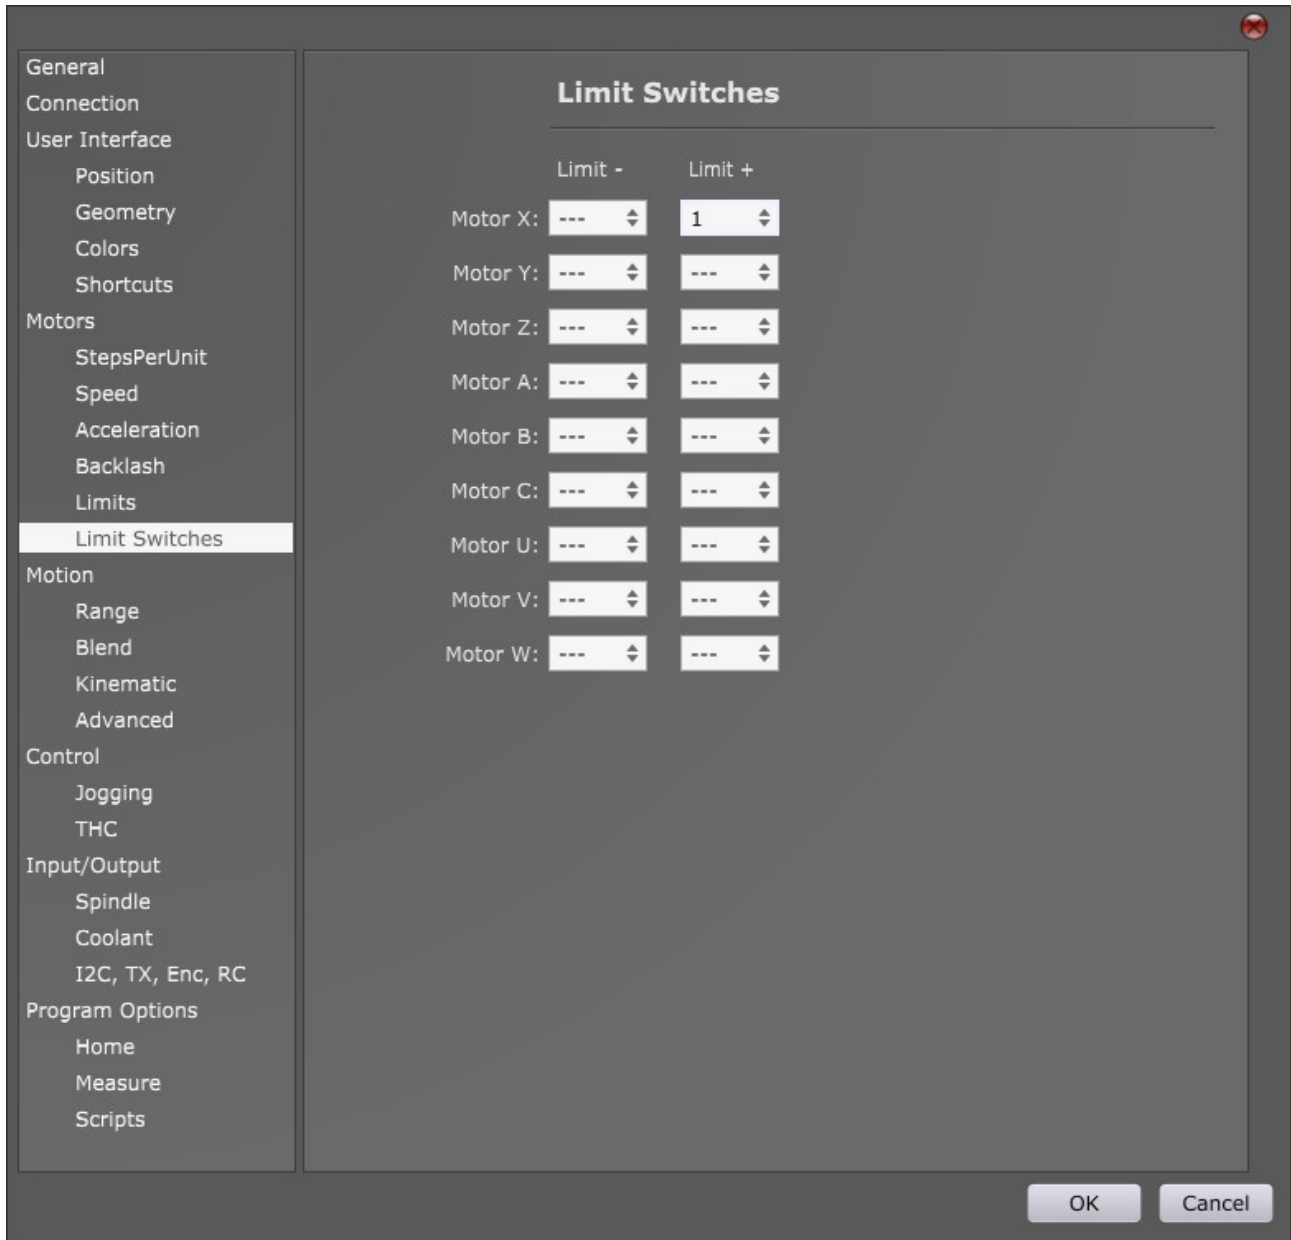 General
Connection
User Interface
Position
Geometry
Colors
Shortcuts
Motors
StepsPerUnit
Speed
Acceleration
Backlash
Limits
Limit Switches
Motion
Range
Blend
Kinematic
Advanced
Control
Jogging
THC
Input/Output
Spindle
Coolant
I2C, TX, Enc, RC
Program Options
Home
Measure
Scripts
Limit Switches
Limit - Limit +
Motor X: --- 1
Motor Y: --- ---
Motor Z: --- ---
Motor A: --- ---
Motor B: --- ---
Motor C: --- ---
Motor U: --- ---
Motor V: --- ---
Motor W: --- ---
OK Cancel